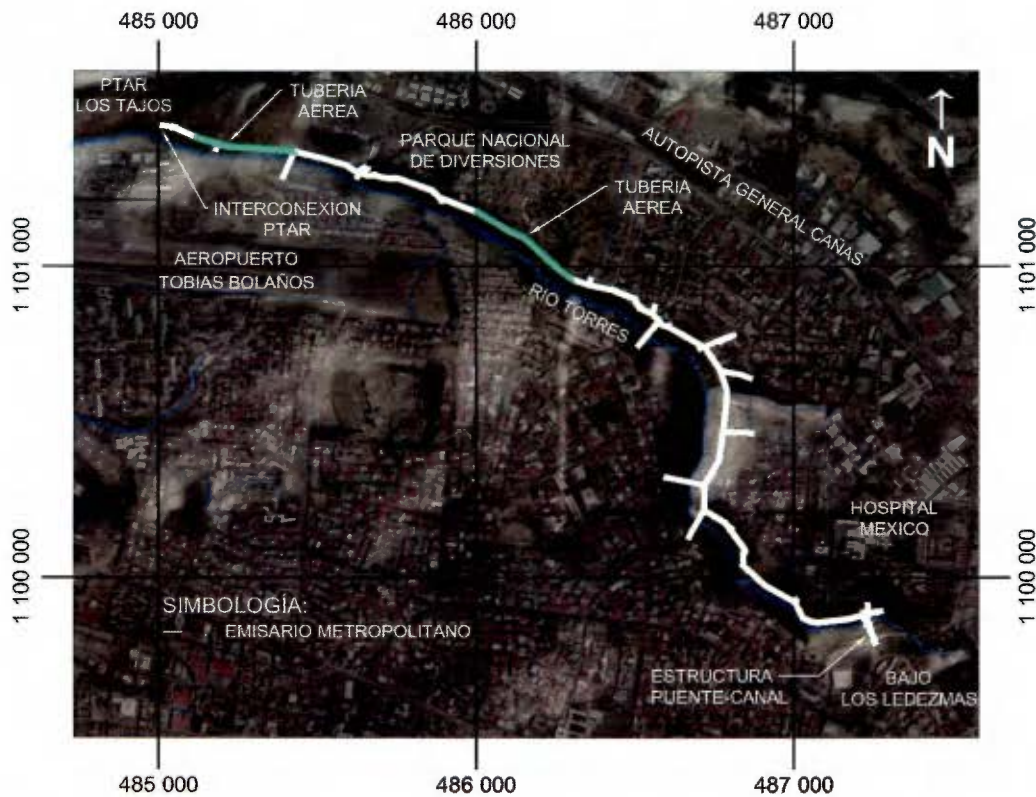 485 000
486 000
487 000
PTAR
LOS TAJOS
TUBERIA
AEREA
PARQUE NACIONAL
DE DIVERSIONES
AUTOPISTA GENERAL CAÑAS
N
TUBERIA
AEREA
INTERCONEXION
PTAR
AEROPUERTO
TOBIAS BOLAÑOS
RIO TORRES
1 101 000
1 101 000
HOSPITAL
MEXICO
1 100 000
1 100 000
SIMBOLOGÍA:
EMISARIO METROPOLITANO
ESTRUCTURA
PUENTE-CANAL
BAJO
LOS LEDEZMAS
485 000
486 000
487 000